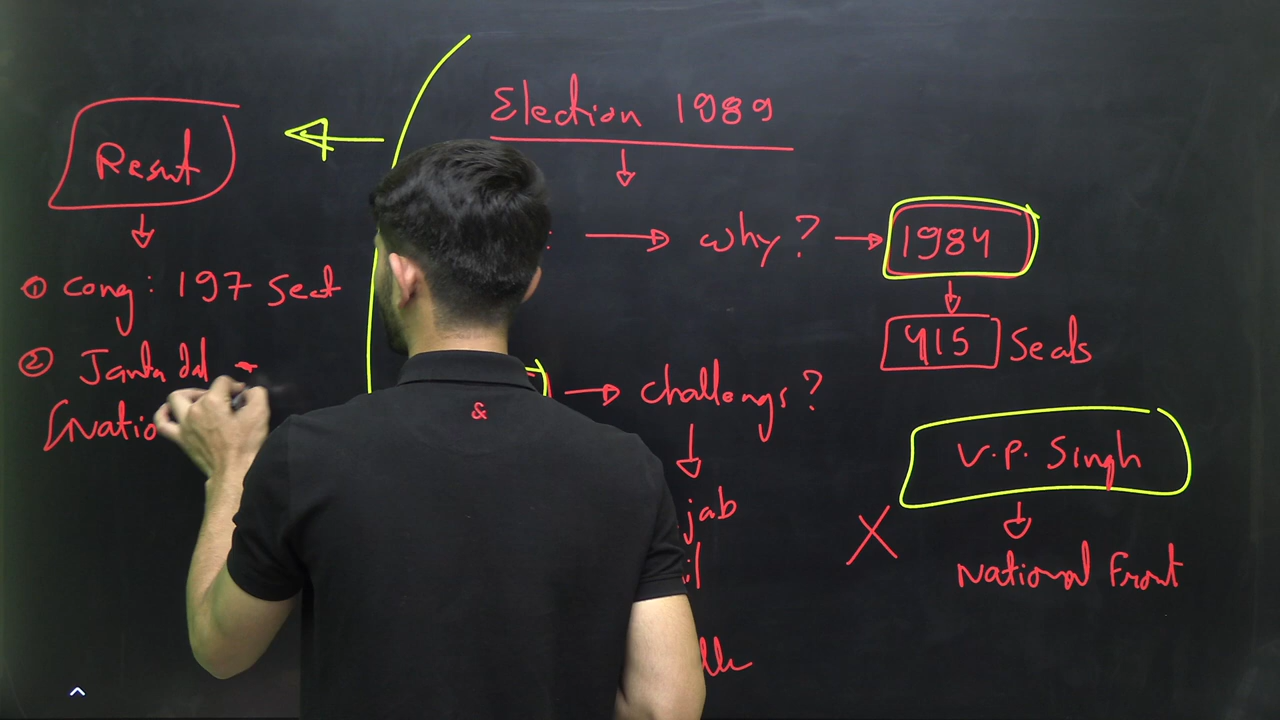 Election 1989
Result
: → why? → 1984
① Cong : 197 Seat
415 Seats
② Janta dal -
challengs ?
(Natio
&
V.P. Singh
jab
National Front